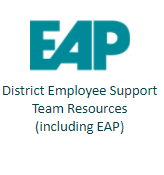 EAP
District Employee Support
Team Resources
(including EAP)